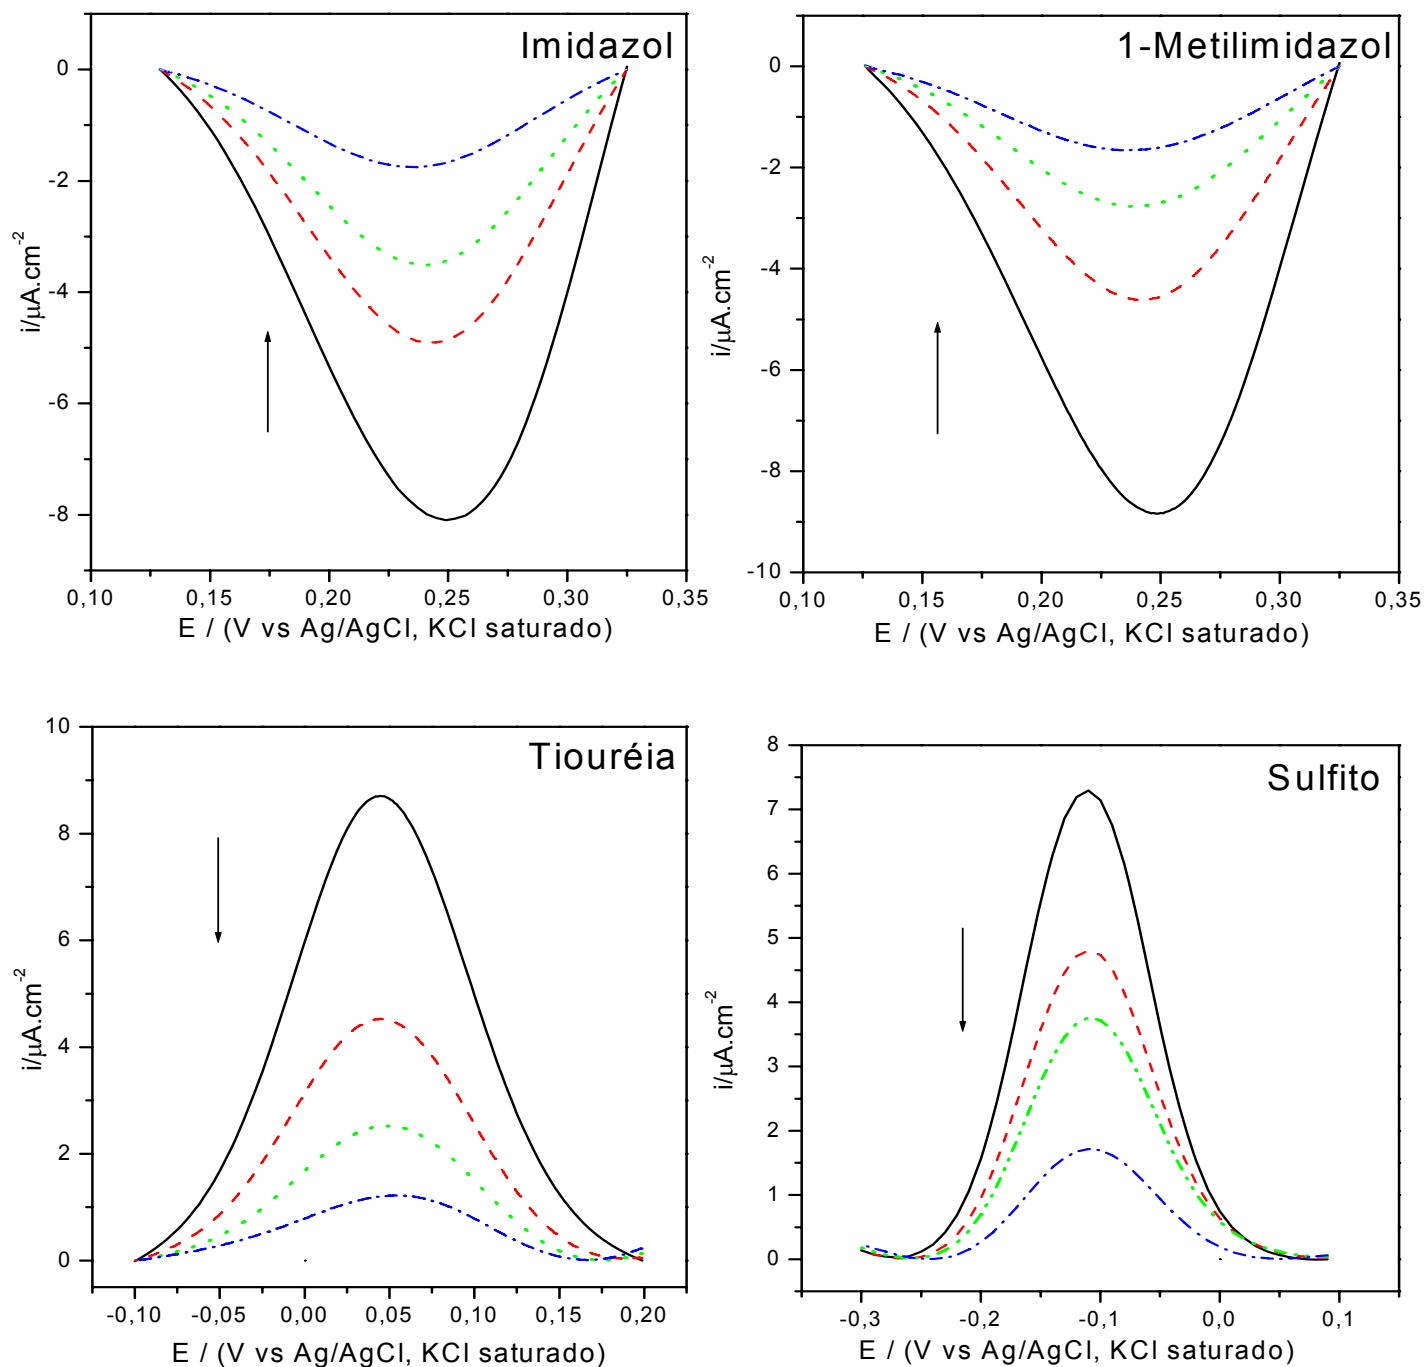 Imidazol
0
-2
-4
-6
-8
i/μA.cm-2
0,10 0,15 0,20 0,25 0,30 0,35
E / (V vs Ag/AgCl, KCl saturado)
1-Metilimidazol
0
-2
-4
-6
-8
-10
i/μA.cm-2
0,10 0,15 0,20 0,25 0,30 0,35
E / (V vs Ag/AgCl, KCl saturado)
Tiouréia
10
8
6
4
2
0
i/μA.cm-2
-0,10 -0,05 0,00 0,05 0,10 0,15 0,20
E / (V vs Ag/AgCl, KCl saturado)
Sulfito
8
7
6
5
4
3
2
1
0
i/μA.cm-2
-0,3 -0,2 -0,1 0,0 0,1
E / (V vs Ag/AgCl, KCl saturado)